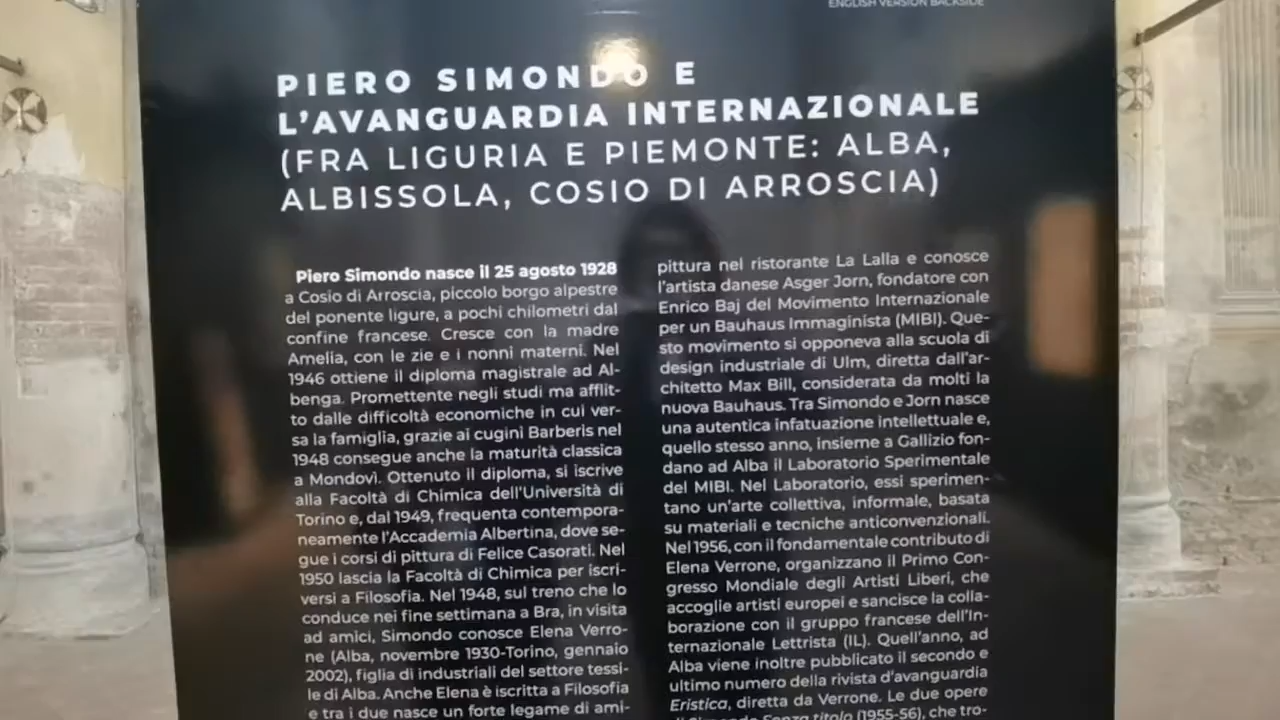 ENGLISH VERSION BACKSIDE
PIERO SIMONDO E
L'AVANGUARDIA INTERNAZIONALE
(FRA LIGURIA E PIEMONTE: ALBA,
ALBISSOLA, COSIO DI ARROSCIA)
Piero Simondo nasce il 25 agosto 1928
a Cosio di Arroscia, piccolo borgo alpestre
del ponente ligure, a pochi chilometri dal
confine francese. Cresce con la madre
Amelia, con le zie e i nonni materni. Nel
1946 ottiene il diploma magistrale ad Al-
benga. Promettente negli studi ma afflit-
to dalle difficoltà economiche in cui ver-
sa la famiglia, grazie ai cugini Barberis nel
1948 consegue anche la maturità classica
a Mondovì. Ottenuto il diploma, si iscrive
alla Facoltà di Chimica dell'Università di
Torino e, dal 1949, frequenta contempora-
neamente l'Accademia Albertina, dove se-
gue i corsi di pittura di Felice Casorati. Nel
1950 lascia la Facoltà di Chimica per iscri-
versi a Filosofia. Nel 1948, sul treno che lo
conduce nei fine settimana a Bra, in visita
ad amici, Simondo conosce Elena Verro-
ne (Alba, novembre 1930-Torino, gennaio
2002), figlia di industriali del settore tessi-
le di Alba. Anche Elena è iscritta a Filosofia
e tra i due nasce un forte legame di ami-
pittura nel ristorante La Lalla e conosce
l'artista danese Asger Jorn, fondatore con
Enrico Baj del Movimento Internazionale
per un Bauhaus Immaginista (MIBI). Que-
sto movimento si opponeva alla scuola di
design industriale di Ulm, diretta dall'ar-
chitetto Max Bill, considerata da molti la
nuova Bauhaus. Tra Simondo e Jorn nasce
una autentica infatuazione intellettuale e,
quello stesso anno, insieme a Gallizio fon-
dano ad Alba il Laboratorio Sperimentale
del MIBI. Nel Laboratorio, essi sperimen-
tano un'arte collettiva, informale, basata
su materiali e tecniche anticonvenzionali.
Nel 1956, con il fondamentale contributo di
Elena Verrone, organizzano il Primo Con-
gresso Mondiale degli Artisti Liberi, che
accoglie artisti europei e sancisce la colla-
borazione con il gruppo francese dell'In-
ternazionale Lettrista (IL). Quell'anno, ad
Alba viene inoltre pubblicato il secondo e
ultimo numero della rivista d'avanguardia
Eristica, diretta da Verrone. Le due opere
di Simondo Senza titolo (1955-56), che tro-